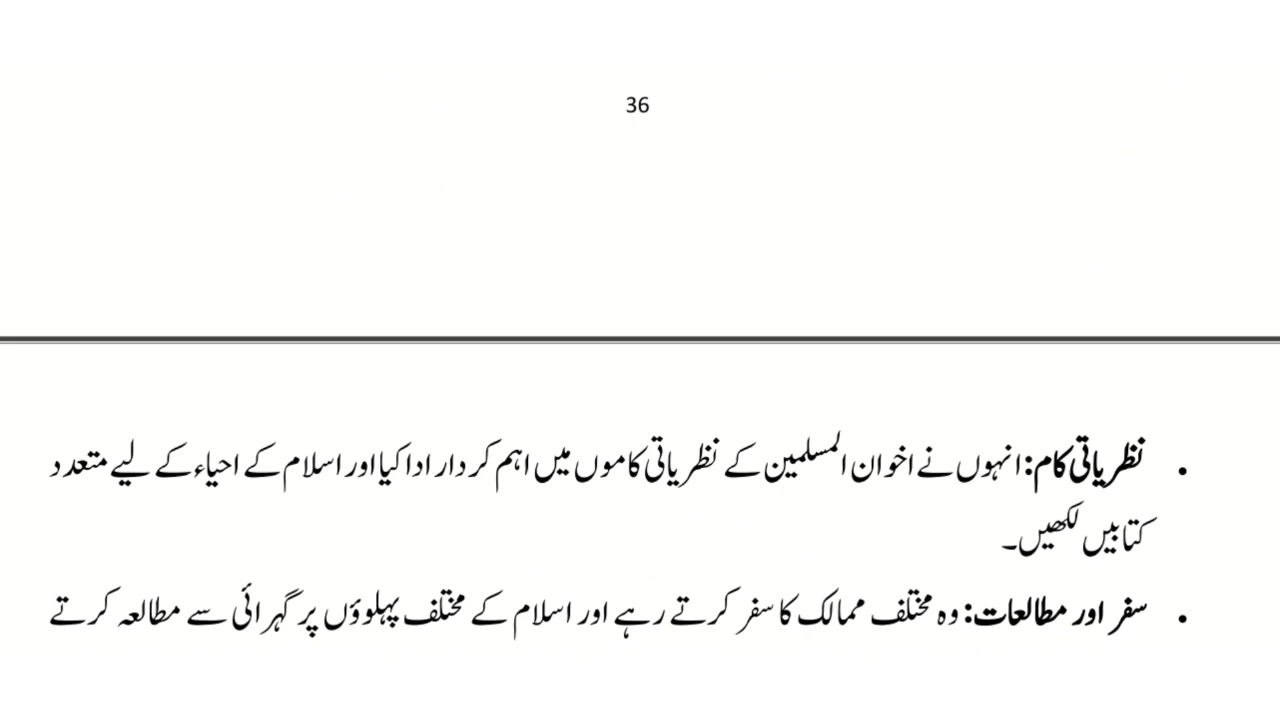 36
• نظریاتی کام: انہوں نے اخوان المسلمین کے نظریاتی کاموں میں اہم کردار ادا کیا اور اسلام کے احیاء کے لیے متعدد
کتابیں لکھیں۔
• سفر اور مطالعات: وہ مختلف ممالک کا سفر کرتے رہے اور اسلام کے مختلف پہلوؤں پر گہرائی سے مطالعہ کرتے